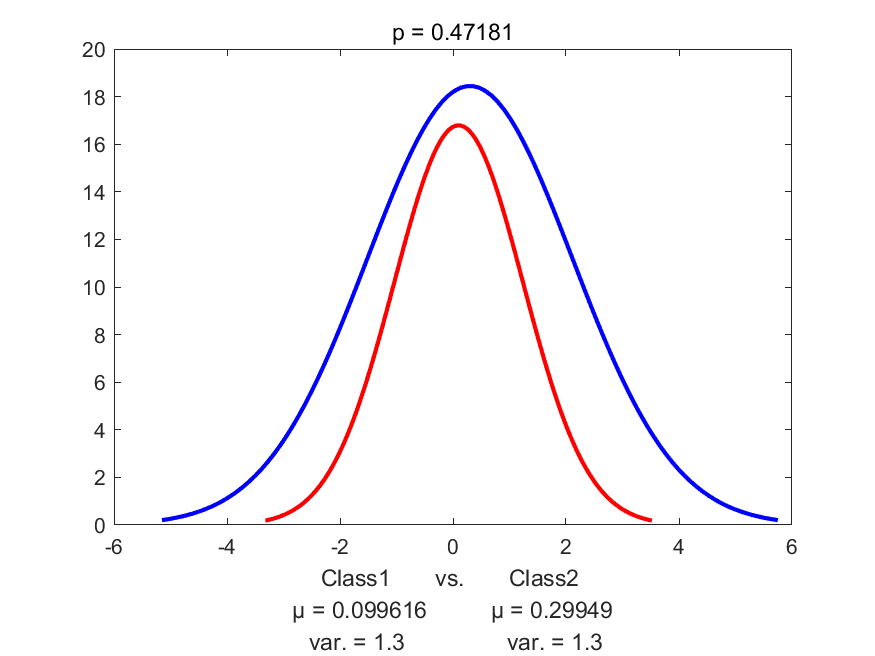 p = 0.47181
20
18
16
14
12
10
8
6
4
2
0
-6 -4 -2 0 2 4 6
Class1 vs. Class2
μ = 0.099616 μ = 0.29949
var. = 1.3 var. = 1.3